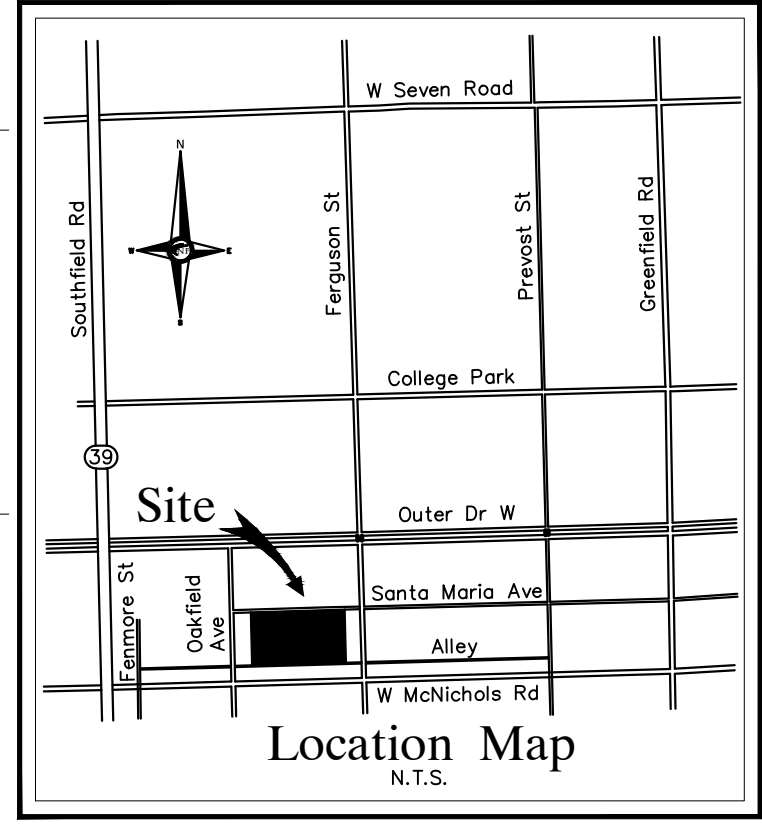 W Seven Road
N
W
E
S
Southfield Rd
Ferguson St
Prevost St
Greenfield Rd
College Park
39
Site
Outer Dr W
Fenmore St
Oakfield
Ave
Santa Maria Ave
Alley
W McNichols Rd
Location Map
N.T.S.